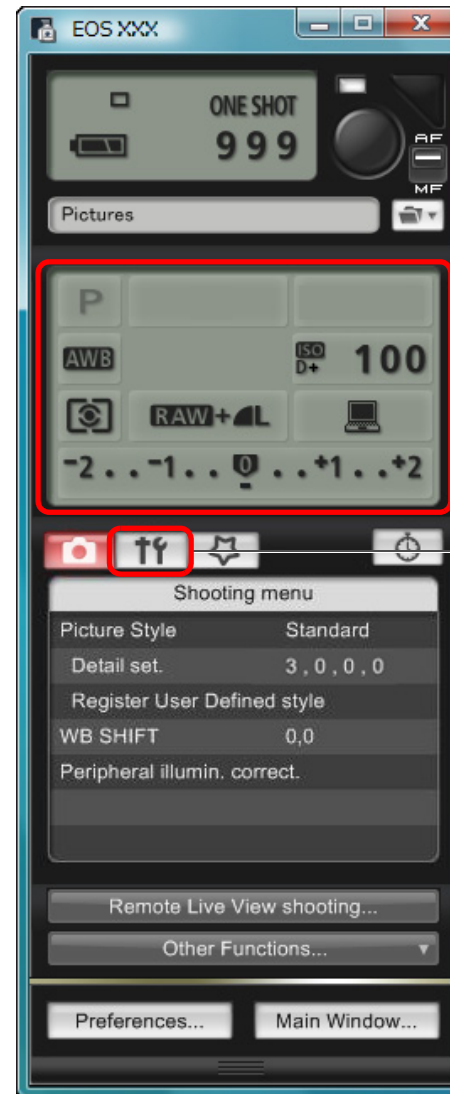 EOS XXX
ONE SHOT
999
AF
MF
Pictures
P
AWB
ISO
D+ 100
RAW+L
-2..-1..0..+1..+2
Shooting menu
Picture Style Standard
Detail set. 3,0,0,0
Register User Defined style
WB SHIFT 0,0
Peripheral illumin. correct.
Remote Live View shooting...
Other Functions...
Preferences... Main Window...